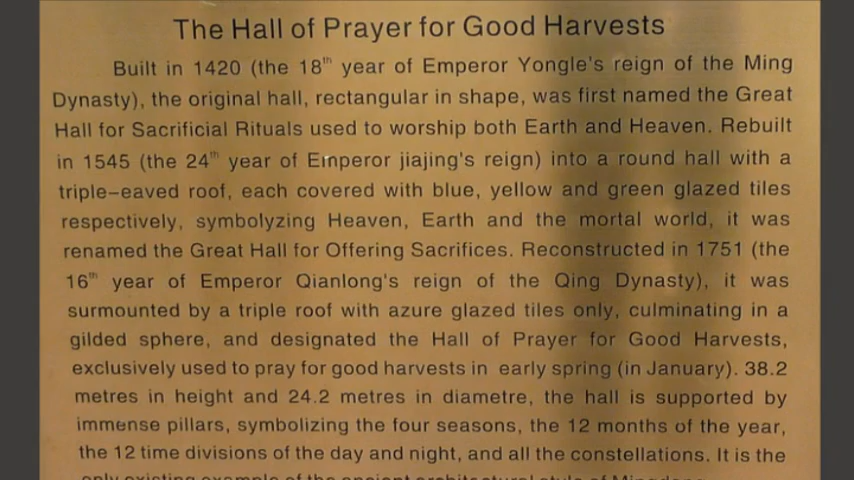 The Hall of Prayer for Good Harvests
Built in 1420 (the 18th year of Emperor Yongle's reign of the Ming
Dynasty), the original hall, rectangular in shape, was first named the Great
Hall for Sacrificial Rituals used to worship both Earth and Heaven. Rebuilt
in 1545 (the 24th year of Emperor jiajing's reign) into a round hall with a
triple-eaved roof, each covered with blue, yellow and green glazed tiles
respectively, symbolyzing Heaven, Earth and the mortal world, it was
renamed the Great Hall for Offering Sacrifices. Reconstructed in 1751 (the
16th year of Emperor Qianlong's reign of the Qing Dynasty), it was
surmounted by a triple roof with azure glazed tiles only, culminating in a
gilded sphere, and designated the Hall of Prayer for Good Harvests,
exclusively used to pray for good harvests in early spring (in January). 38.2
metres in height and 24.2 metres in diametre, the hall is supported by
immense pillars, symbolizing the four seasons, the 12 months of the year,
the 12 time divisions of the day and night, and all the constellations. It is the
only existing example of the ancient architectural style of